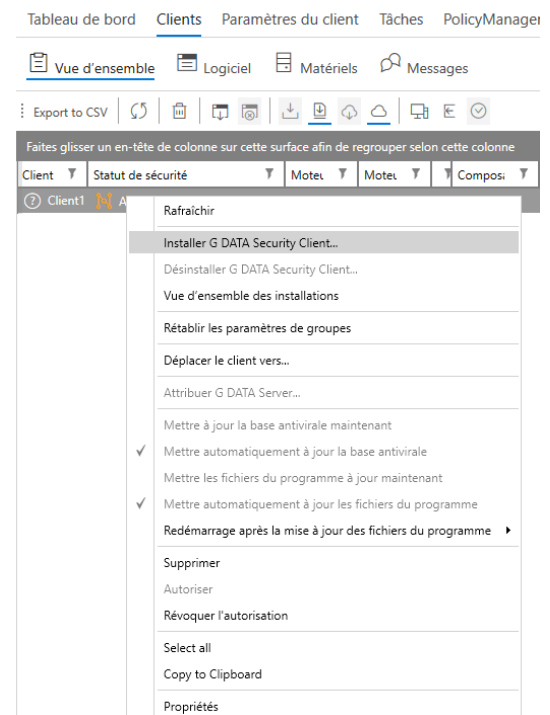 Tableau de bord Clients Paramètres du client Tâches PolicyManager
Vue d'ensemble Logiciel Matériels Messages
Export to CSV
Faites glisser un en-tête de colonne sur cette surface afin de regrouper selon cette colonne
Client Statut de sécurité Moteu Moteu Compos
Client1 A
Rafraîchir
Installer G DATA Security Client...
Désinstaller G DATA Security Client...
Vue d'ensemble des installations
Rétablir les paramètres de groupes
Déplacer le client vers...
Attribuer G DATA Server...
Mettre à jour la base antivirale maintenant
Mettre automatiquement à jour la base antivirale
Mettre les fichiers du programme à jour maintenant
Mettre automatiquement à jour les fichiers du programme
Redémarrage après la mise à jour des fichiers du programme
Supprimer
Autoriser
Révoquer l'autorisation
Select all
Copy to Clipboard
Propriétés